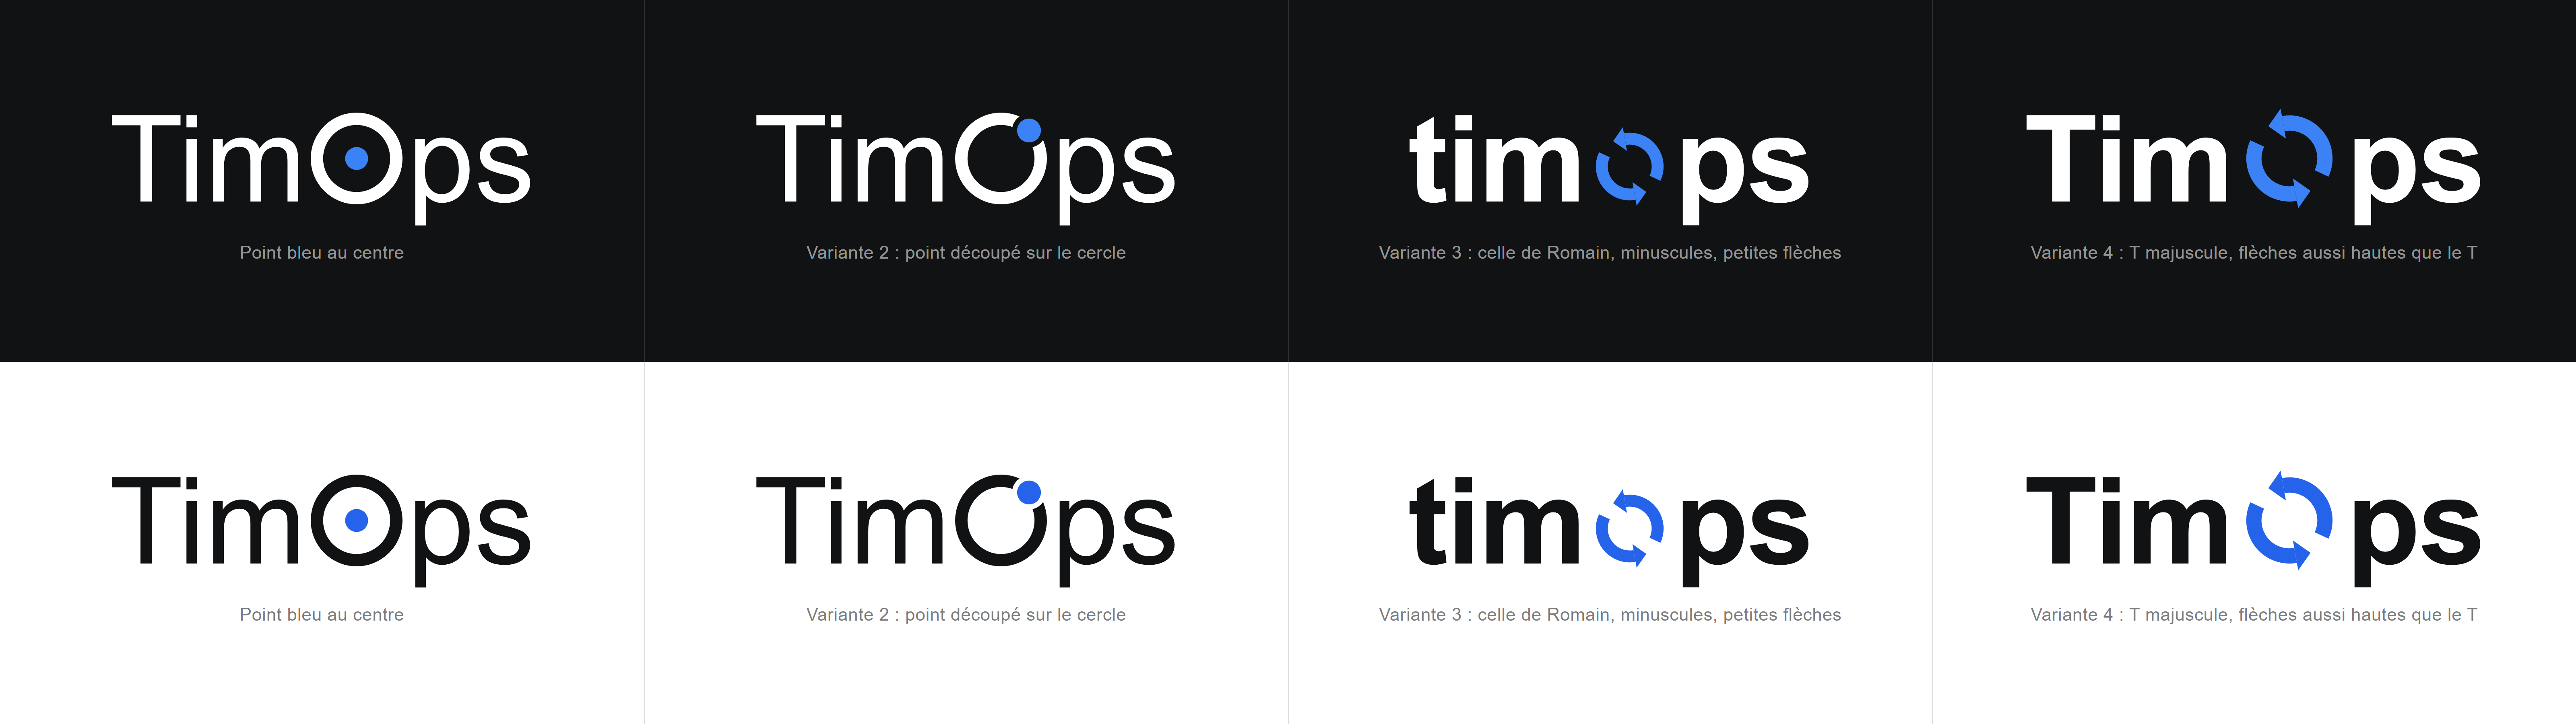 TimOps
Point bleu au centre
TimOps
Variante 2 : point découpé sur le cercle
timops
Variante 3 : celle de Romain, minuscules, petites flèches
TimOps
Variante 4 : T majuscule, flèches aussi hautes que le T
TimOps
Point bleu au centre
TimOps
Variante 2 : point découpé sur le cercle
timops
Variante 3 : celle de Romain, minuscules, petites flèches
TimOps
Variante 4 : T majuscule, flèches aussi hautes que le T